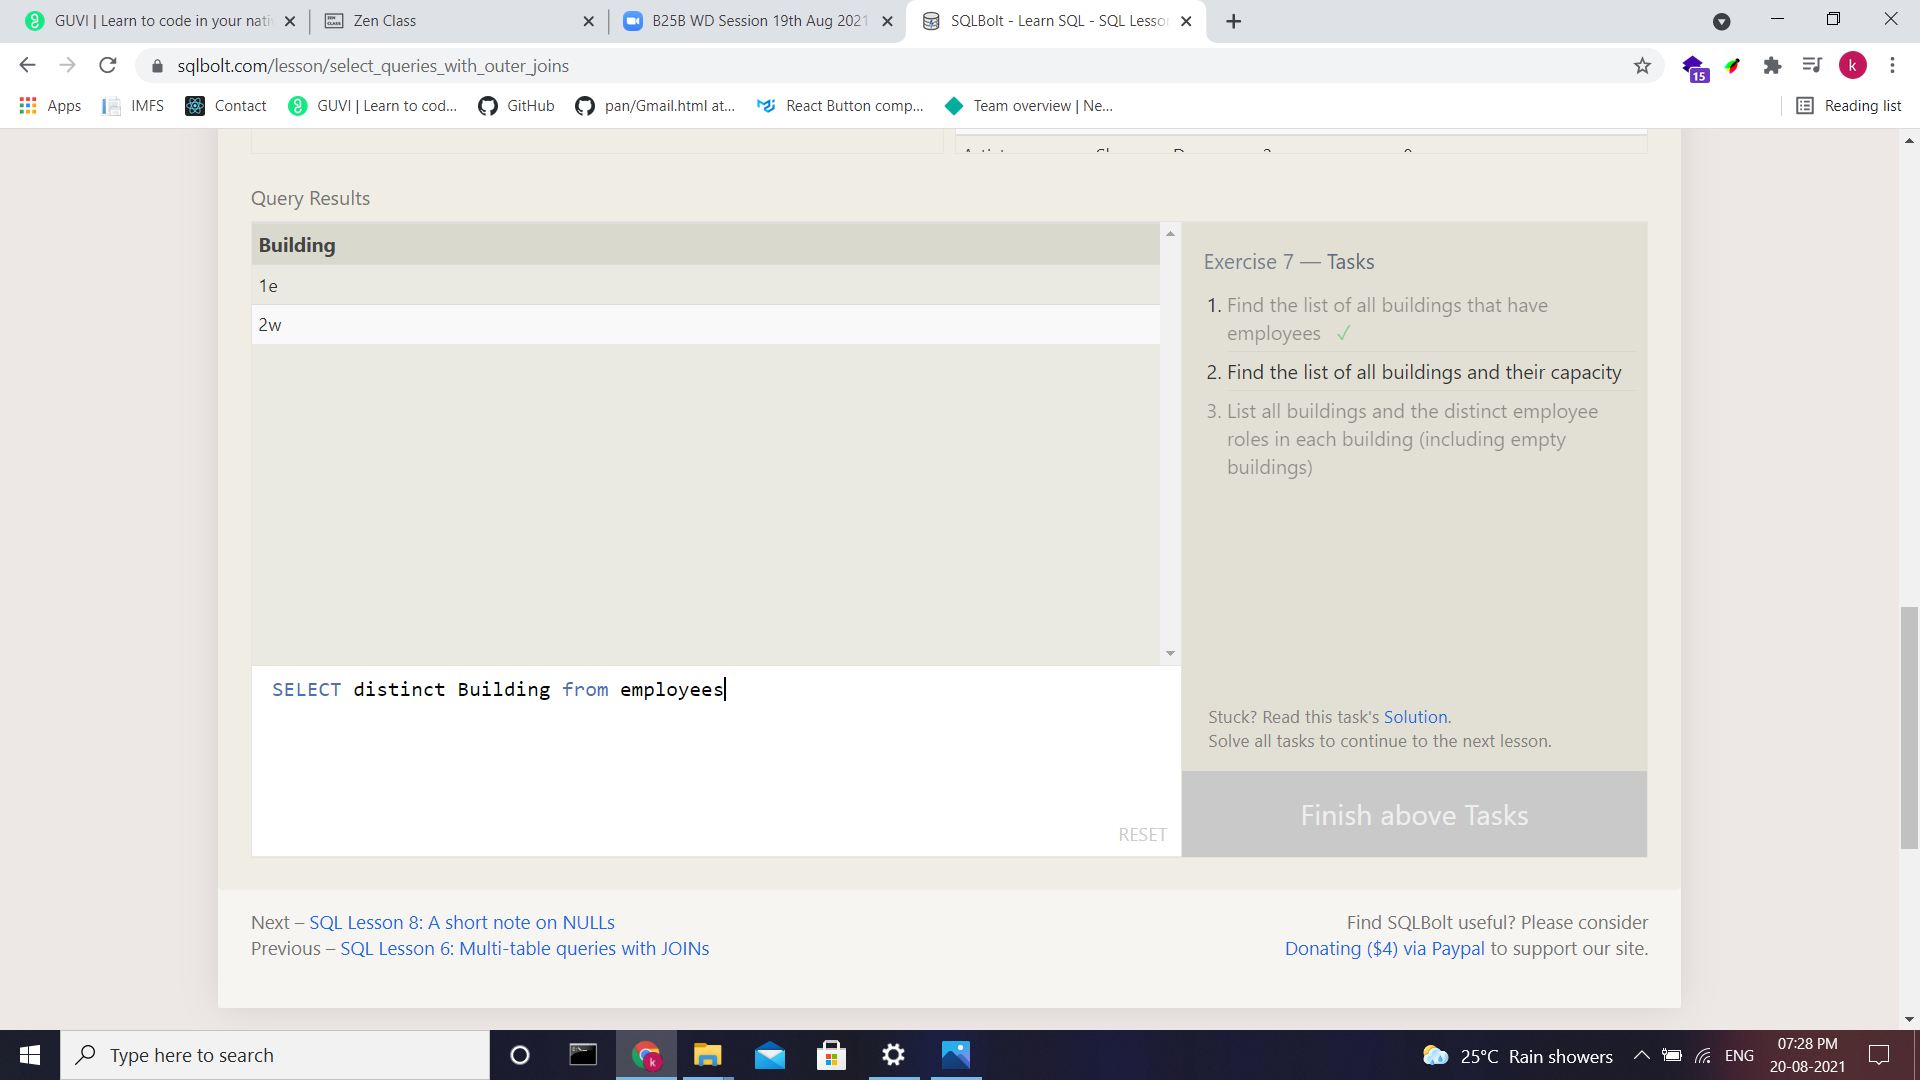 GUVI | Learn to code in your nati
Zen Class
B25B WD Session 19th Aug 2021
SQLBolt - Learn SQL - SQL Lesso
sqlbolt.com/lesson/select_queries_with_outer_joins
15
k
Apps
IMFS
Contact
GUVI | Learn to cod...
GitHub
pan/Gmail.html at...
React Button comp...
Team overview | Ne...
Reading list
Query Results
Building
1e
2w
Exercise 7 — Tasks
1. Find the list of all buildings that have
employees ✓
2. Find the list of all buildings and their capacity
3. List all buildings and the distinct employee
roles in each building (including empty
buildings)
SELECT distinct Building from employees
Stuck? Read this task's Solution.
Solve all tasks to continue to the next lesson.
RESET
Finish above Tasks
Next – SQL Lesson 8: A short note on NULLs
Previous – SQL Lesson 6: Multi-table queries with JOINs
Find SQLBolt useful? Please consider
Donating ($4) via Paypal to support our site.
Type here to search
k
25°C Rain showers
ENG
07:28 PM
20-08-2021